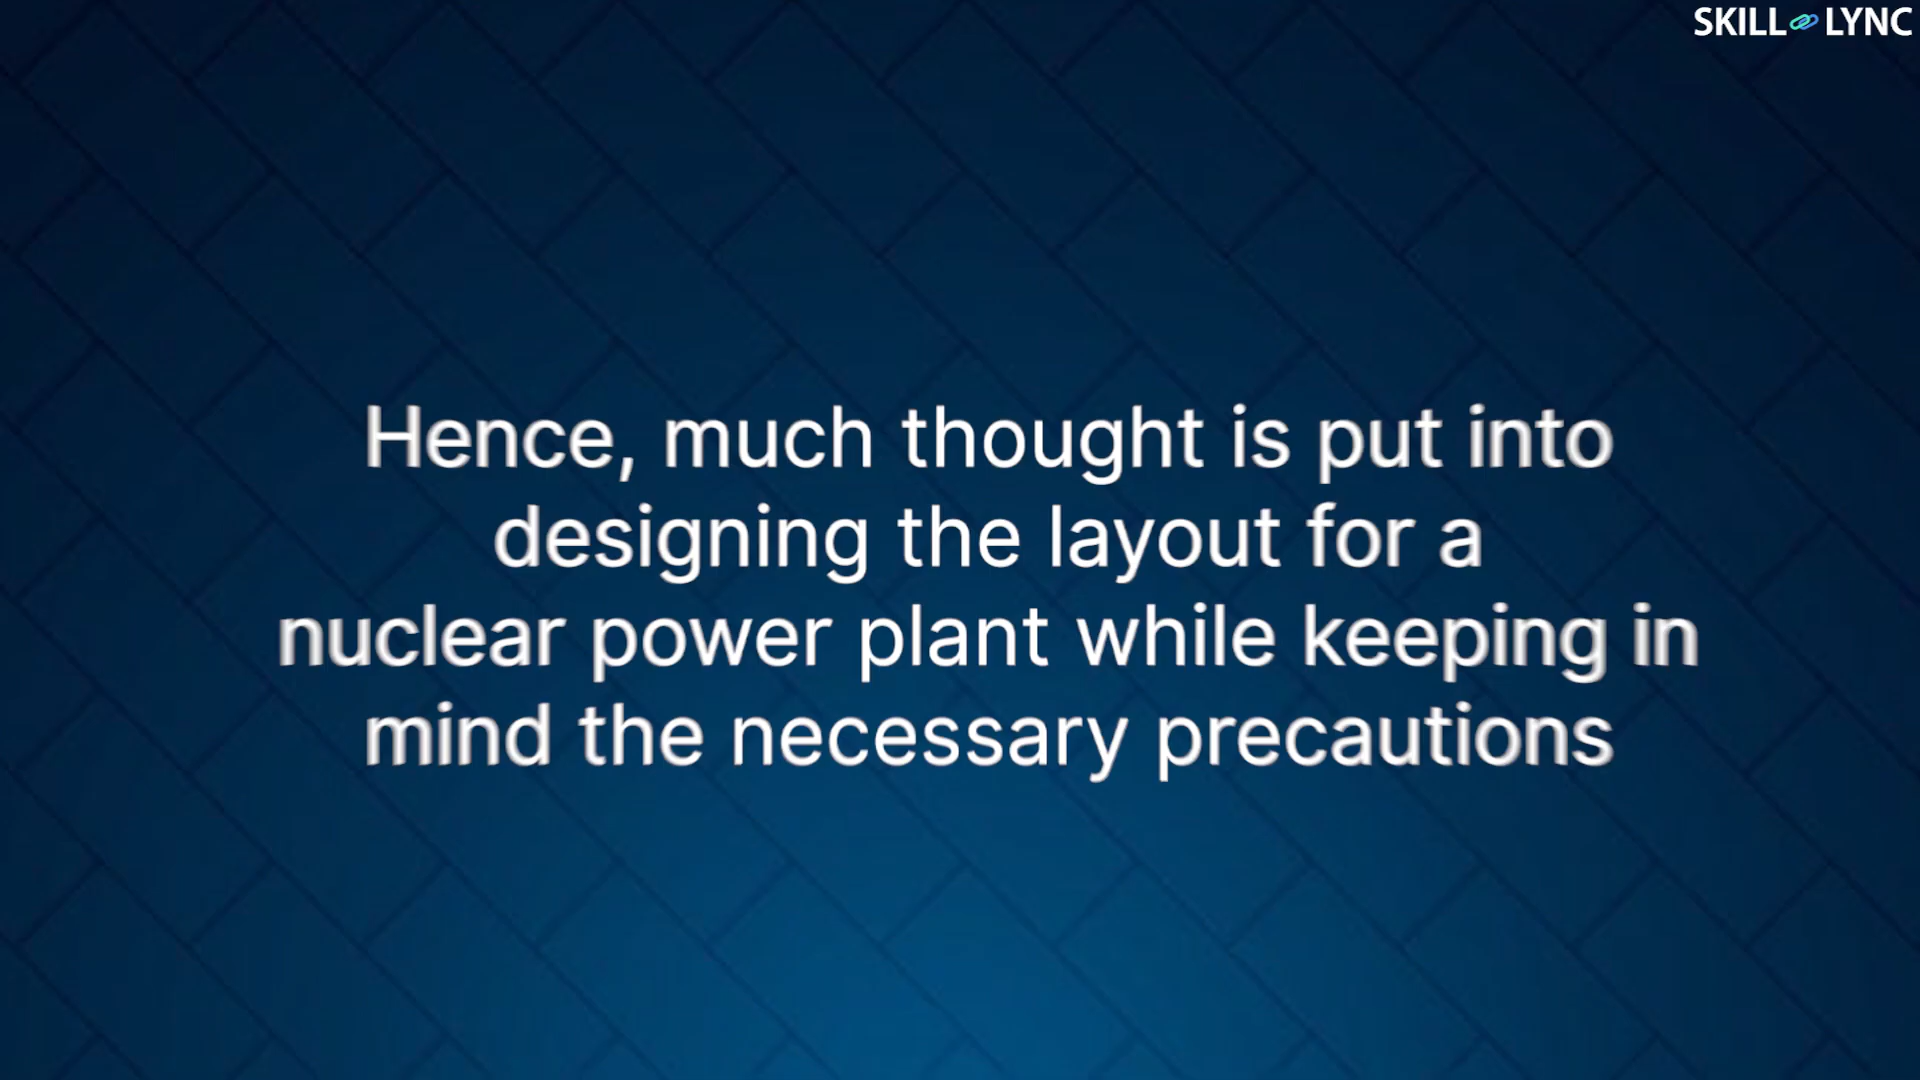 SKILL LYNC
Hence, much thought is put into
designing the layout for a
nuclear power plant while keeping in
mind the necessary precautions